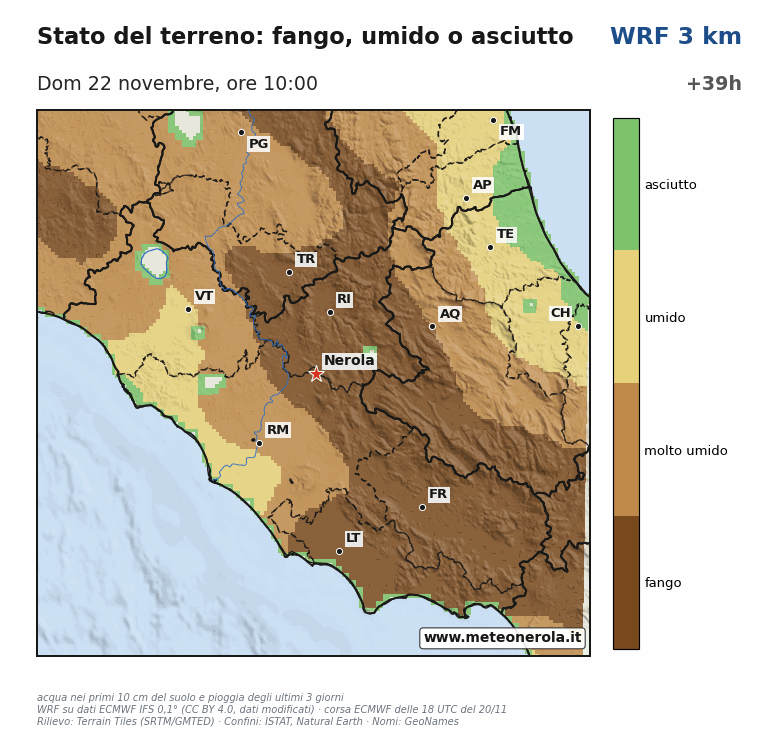 Stato del terreno: fango, umido o asciutto
WRF 3 km
Dom 22 novembre, ore 10:00
+39h
PG
FM
AP
TE
TR
VT
RI
AQ
CH
Nerola
RM
FR
LT
www.meteonerola.it
asciutto
umido
molto umido
fango
acqua nei primi 10 cm del suolo e pioggia degli ultimi 3 giorni
WRF su dati ECMWF IFS 0,1° (CC BY 4.0, dati modificati) · corsa ECMWF delle 18 UTC del 20/11
Rilievo: Terrain Tiles (SRTM/GMTED) · Confini: ISTAT, Natural Earth · Nomi: GeoNames